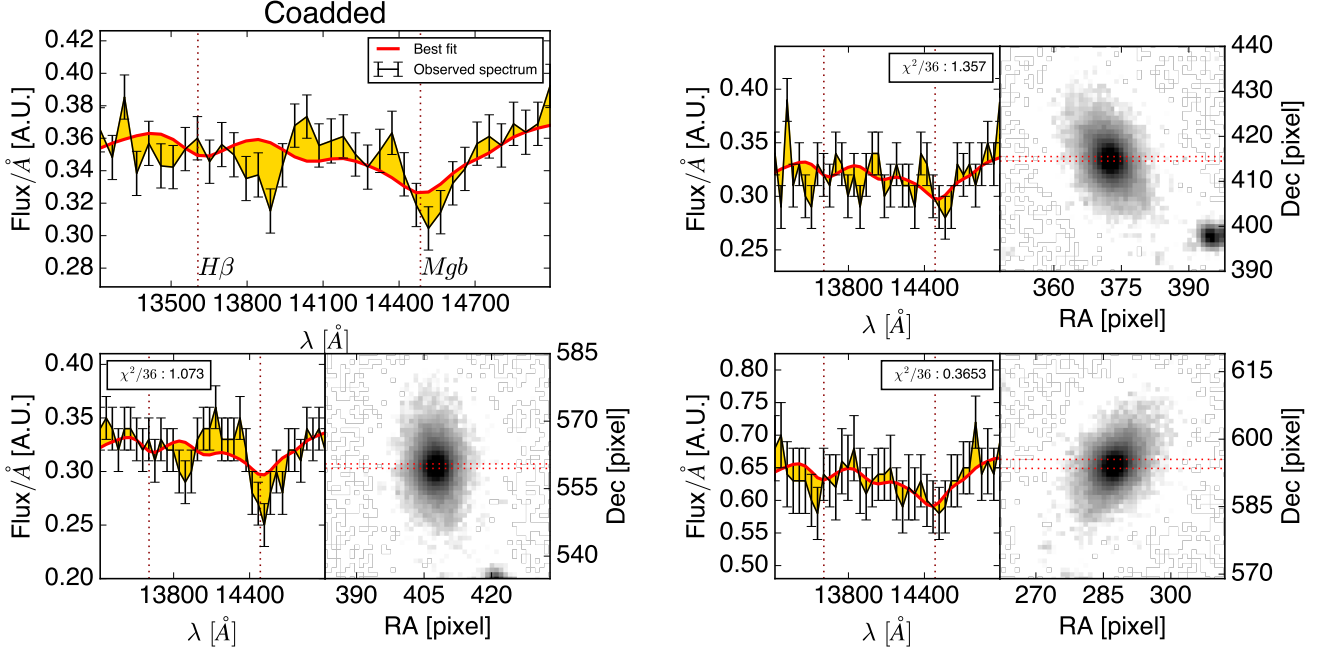 Coadded
0.42
0.40
0.38
0.36
0.34
0.32
0.30
0.28
Flux/Å [A.U.]
Best fit
Observed spectrum
Hβ
Mgb
13500 13800 14100 14400 14700
λ [Å]
0.40
0.35
0.30
0.25
Flux/Å [A.U.]
χ²/36 : 1.357
13800 14400
λ [Å]
440
430
420
410
400
390
Dec [pixel]
360 375 390
RA [pixel]
0.40
0.35
0.30
0.25
0.20
Flux/Å [A.U.]
χ²/36 : 1.073
13800 14400
λ [Å]
585
570
555
540
Dec [pixel]
390 405 420
RA [pixel]
0.80
0.75
0.70
0.65
0.60
0.55
0.50
Flux/Å [A.U.]
χ²/36 : 0.3653
13800 14400
λ [Å]
615
600
585
570
Dec [pixel]
270 285 300
RA [pixel]